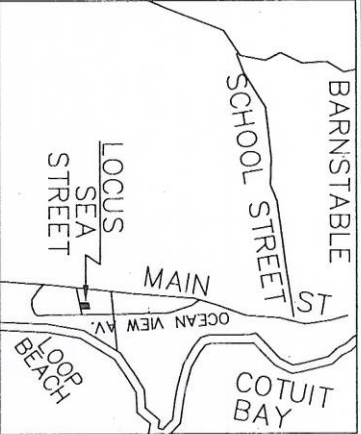 BARNSTABLE
SCHOOL STREET
LOCUS
SEA
STREET
MAIN ST
OCEAN VIEW AV.
LOOP
BEACH
COTUIT
BAY